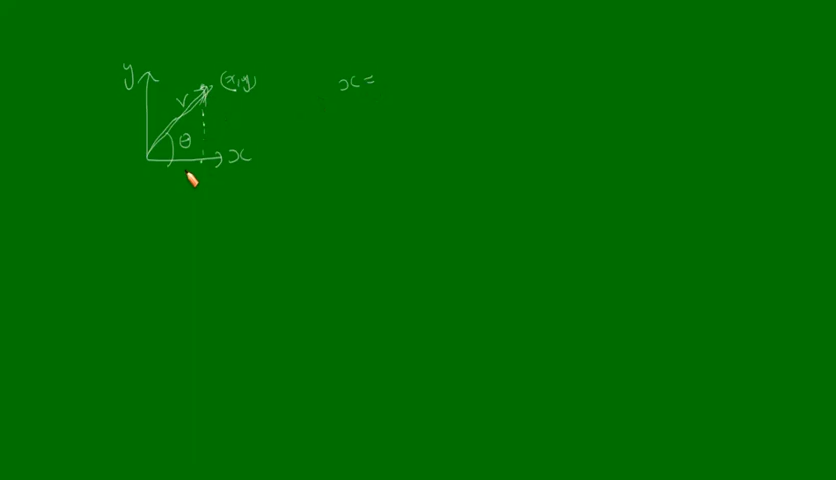 y
(x,y)
x=
r
θ
x